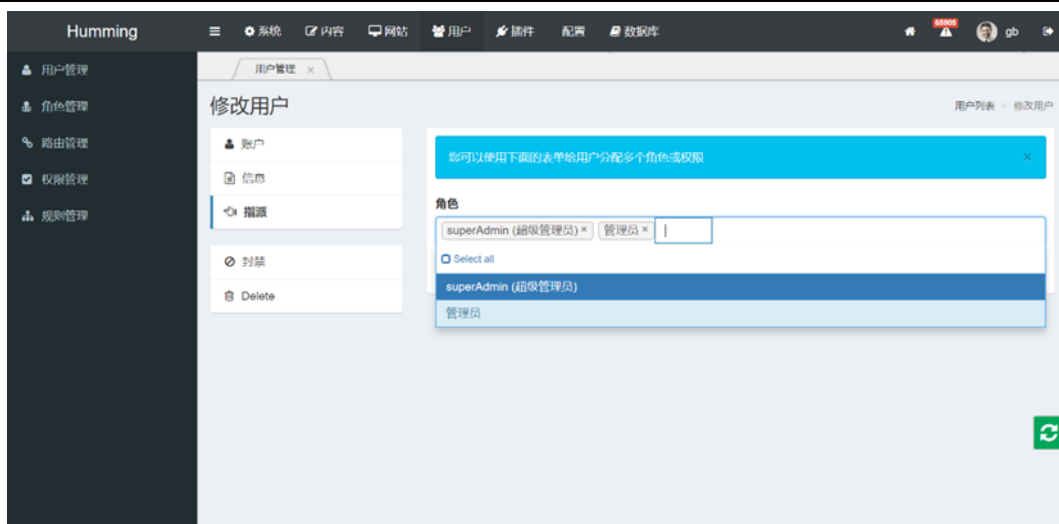 Humming
系统 内容 网站 用户 插件 配置 数据库 65905 gb
用户管理
角色管理
路由管理
权限管理
规则管理
用户管理 ×
修改用户
用户列表 > 修改用户
账户
信息
指派
封禁
Delete
您可以使用下面的表单给用户分配多个角色或权限 ×
角色
superAdmin (超级管理员) × 管理员 ×
Select all
superAdmin (超级管理员)
管理员